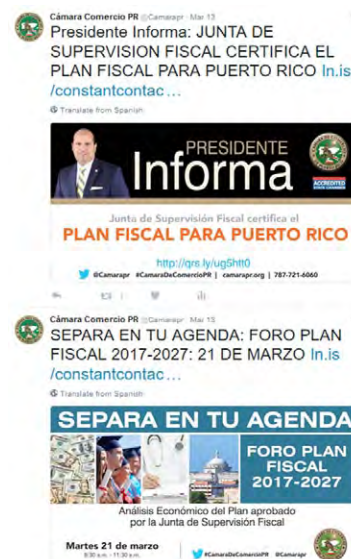 Cámara Comercio PR @Camarapr · Mar 13
Presidente Informa: JUNTA DE
SUPERVISION FISCAL CERTIFICA EL
PLAN FISCAL PARA PUERTO RICO ln.is
/constantcontac…
Translate from Spanish
PRESIDENTE
Informa
ACCREDITED
Junta de Supervisión Fiscal certifica el
PLAN FISCAL PARA PUERTO RICO
http://qrs.ly/ug5htt0
@Camarapr #CamaraDeComercioPR | camarapr.org | 787-721-6060
Cámara Comercio PR @Camarapr · Mar 13
SEPARA EN TU AGENDA: FORO PLAN
FISCAL 2017-2027: 21 DE MARZO ln.is
/constantcontac…
Translate from Spanish
SEPARA EN TU AGENDA
FORO PLAN
FISCAL
2017-2027
Análisis Económico del Plan aprobado
por la Junta de Supervisión Fiscal
Martes 21 de marzo
8:30 a.m. - 11:30 a.m.
#CamaraDeComercioPR @Camarapr